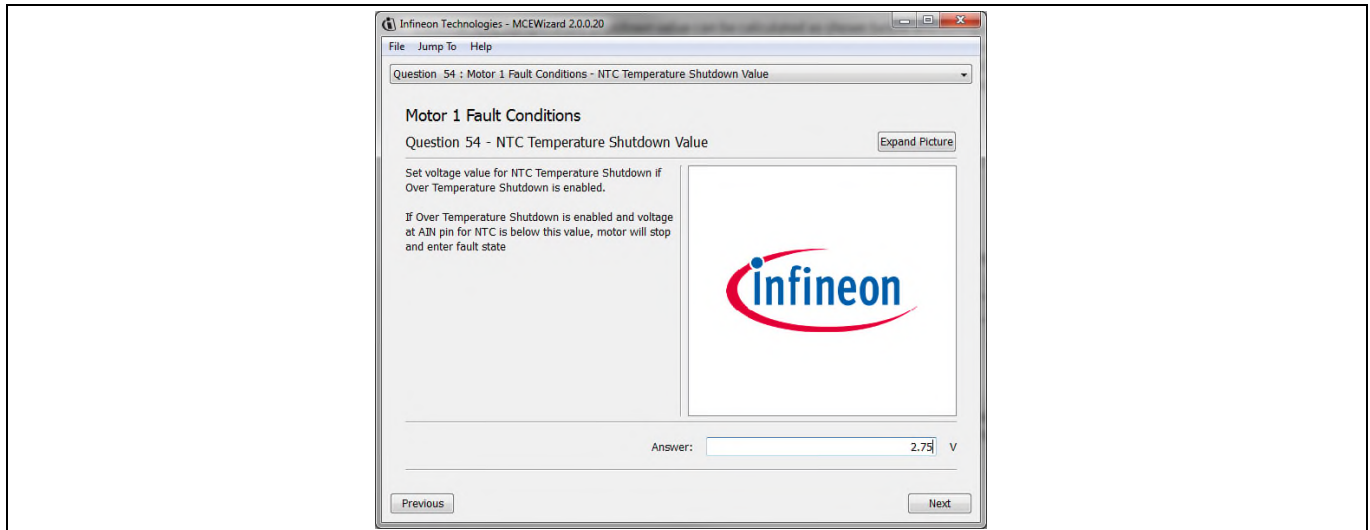 Infineon Technologies - MCEWizard 2.0.0.20
File Jump To Help
Question 54 : Motor 1 Fault Conditions - NTC Temperature Shutdown Value
Motor 1 Fault Conditions
Question 54 - NTC Temperature Shutdown Value
Expand Picture
Set voltage value for NTC Temperature Shutdown if
Over Temperature Shutdown is enabled.
If Over Temperature Shutdown is enabled and voltage
at AIN pin for NTC is below this value, motor will stop
and enter fault state
infineon
Answer: 2.75 V
Previous Next